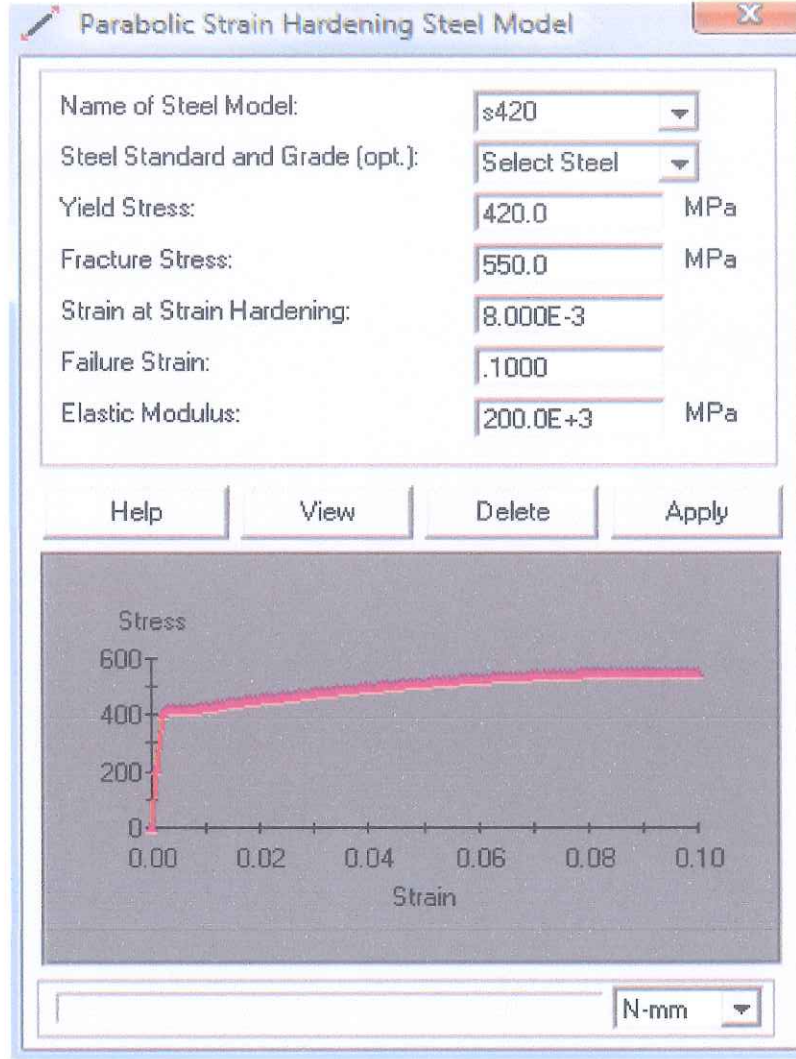 Parabolic Strain Hardening Steel Model
Name of Steel Model: s420
Steel Standard and Grade (opt.): Select Steel
Yield Stress: 420.0 MPa
Fracture Stress: 550.0 MPa
Strain at Strain Hardening: 8.000E-3
Failure Strain: .1000
Elastic Modulus: 200.0E+3 MPa
Help View Delete Apply
Stress
600
400
200
0
0.00 0.02 0.04 0.06 0.08 0.10
Strain
N-mm